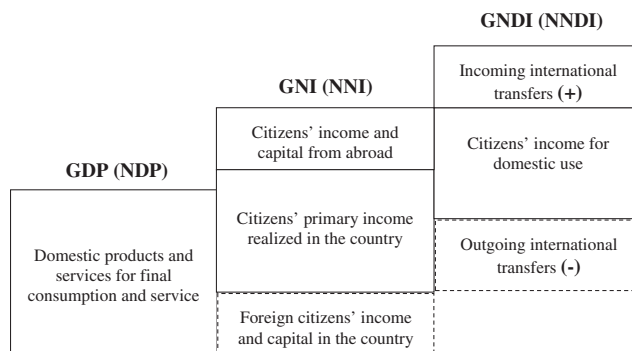 GNDI (NNDI)
Incoming international
transfers (+)
GNI (NNI)
Citizens’ income and
capital from abroad
Citizens’ income for
domestic use
GDP (NDP)
Citizens’ primary income
realized in the country
Domestic products and
services for final
consumption and service
Outgoing international
transfers (-)
Foreign citizens’ income
and capital in the country